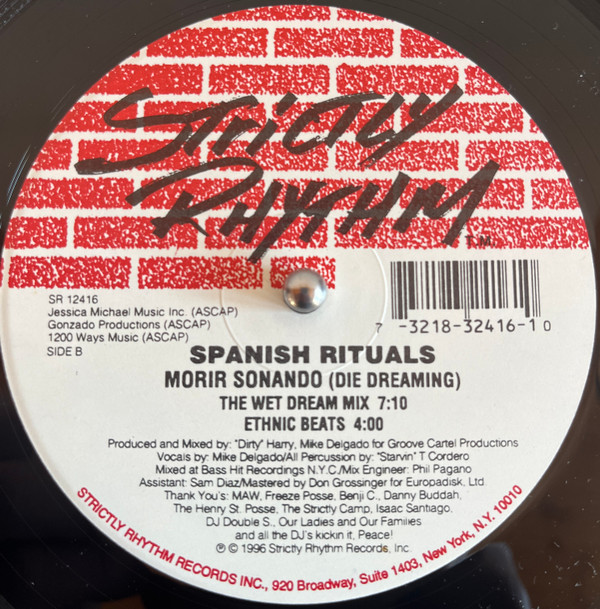 STRICTLY
RHYTHM
T.M.
SR 12416
Jessica Michael Music Inc. (ASCAP)
Gonzado Productions (ASCAP)
1200 Ways Music (ASCAP)
SIDE B
7 -3218-32416-1 0
SPANISH RITUALS
MORIR SONANDO (DIE DREAMING)
THE WET DREAM MIX 7:10
ETHNIC BEATS 4:00
Produced and Mixed by: "Dirty" Harry, Mike Delgado for Groove Cartel Productions
Vocals by: Mike Delgado/All Percussion by: "Starvin" T Cordero
Mixed at Bass Hit Recordings N.Y.C./Mix Engineer: Phil Pagano
Assistant: Sam Diaz/Mastered by Don Grossinger for Europadisk, Ltd
Thank You's: MAW, Freeze Posse, Benji C., Danny Buddah,
The Henry St. Posse, The Strictly Camp, Isaac Santiago,
DJ Double S., Our Ladies and Our Families
and all the DJ's kickin it, Peace!
℗ © 1996 Strictly Rhythm Records, Inc.
STRICTLY RHYTHM RECORDS INC., 920 Broadway, Suite 1403, New York, N.Y. 10010